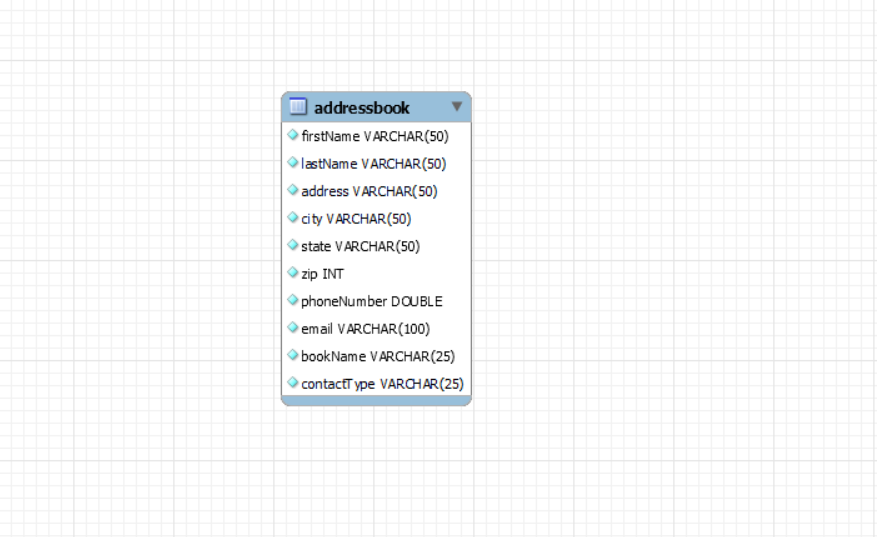 addressbook
firstName VARCHAR(50)
lastName VARCHAR(50)
address VARCHAR(50)
city VARCHAR(50)
state VARCHAR(50)
zip INT
phoneNumber DOUBLE
email VARCHAR(100)
bookName VARCHAR(25)
contactType VARCHAR(25)